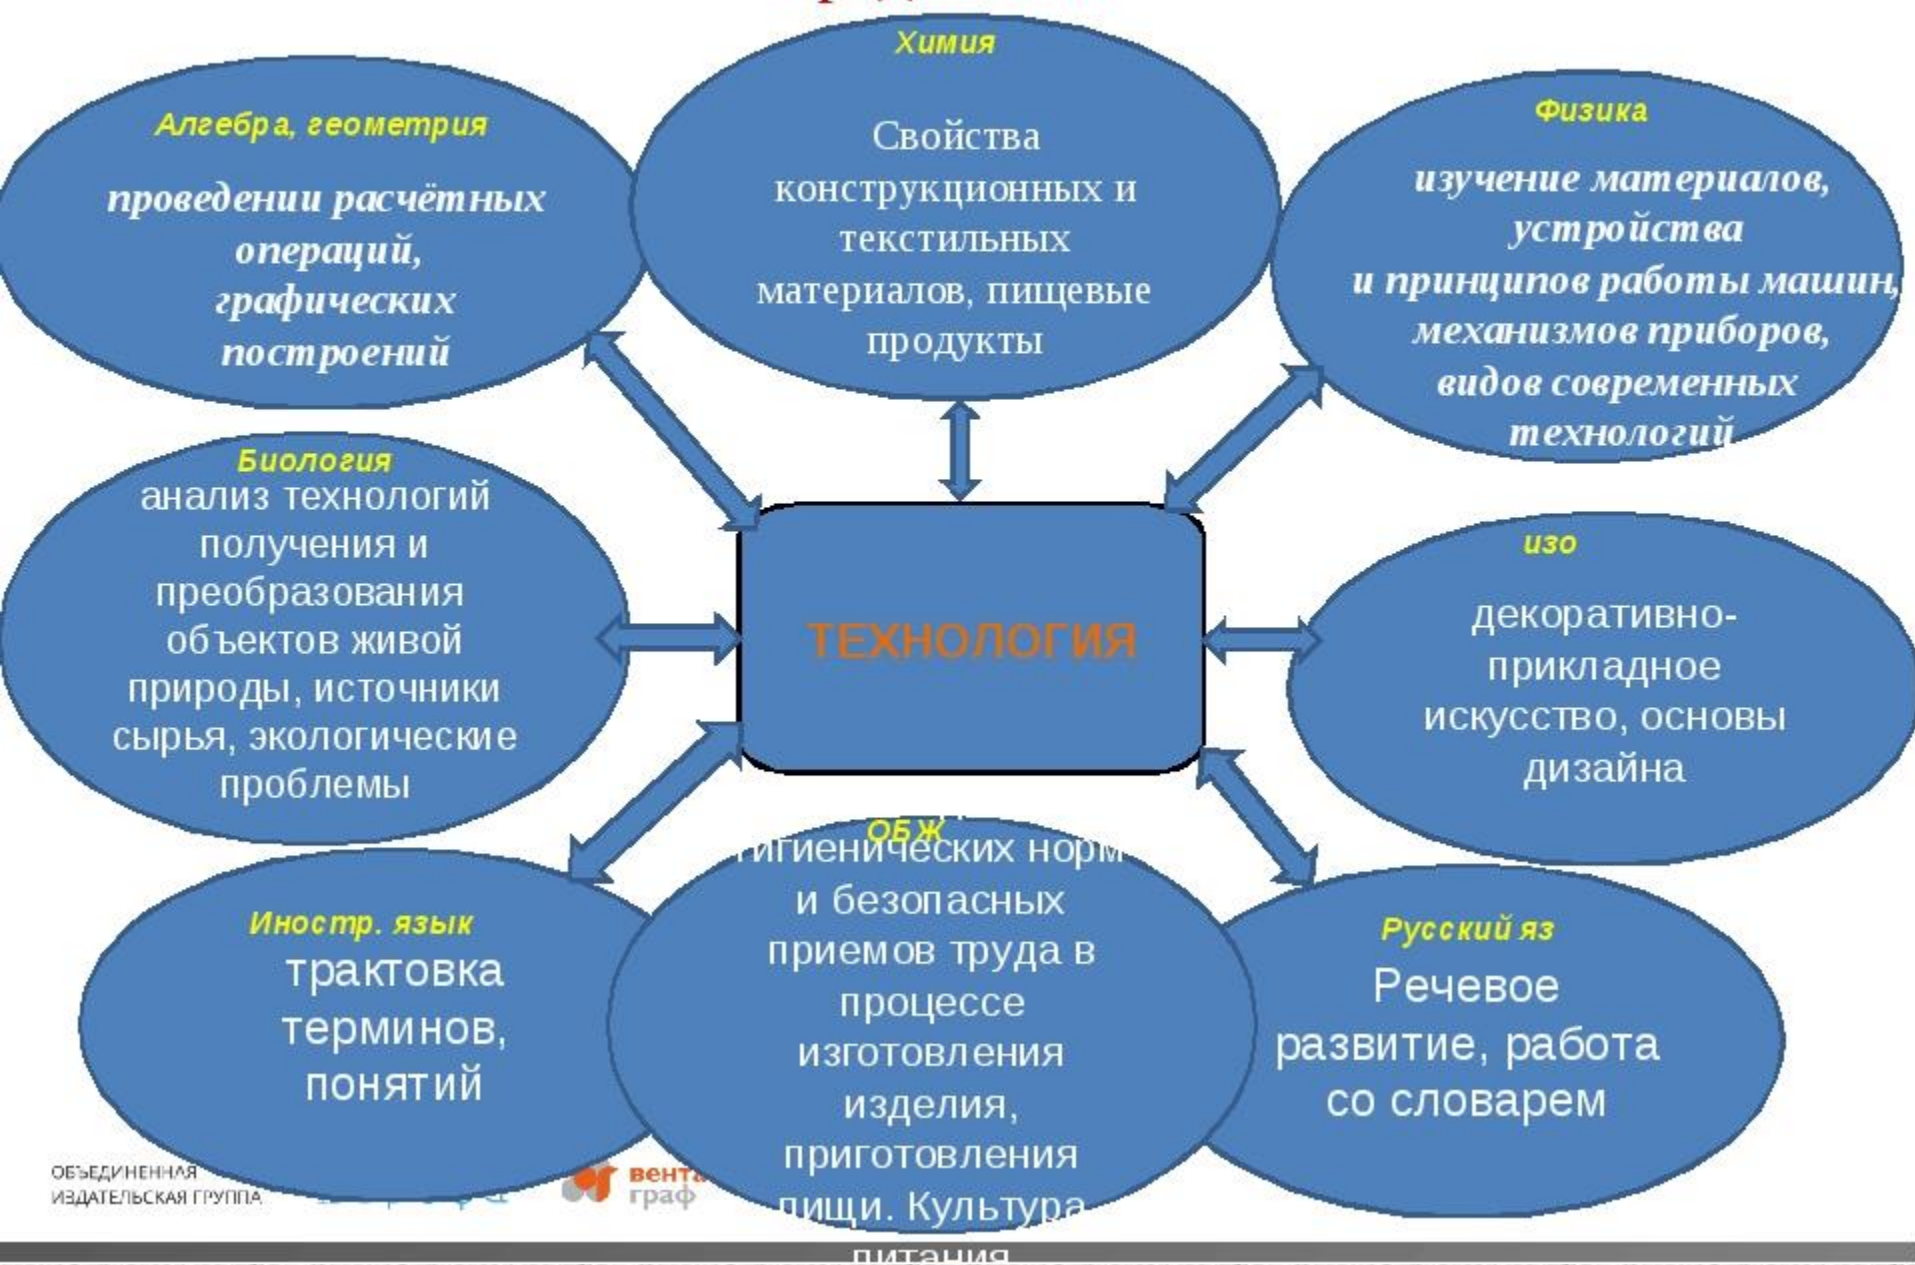 Химия
Свойства
конструкционных и
текстильных
материалов, пищевые
продукты
Алгебра, геометрия
проведении расчётных
операций,
графических
построений
Физика
изучение материалов,
устройства
и принципов работы машин,
механизмов приборов,
видов современных
технологий
Биология
анализ технологий
получения и
преобразования
объектов живой
природы, источники
сырья, экологические
проблемы
ТЕХНОЛОГИЯ
изо
декоративно-
прикладное
искусство, основы
дизайна
Иностр. язык
трактовка
терминов,
понятий
ОБЖ
гигиенических норм
и безопасных
приемов труда в
процессе
изготовления
изделия,
приготовления
пищи. Культура
питания
Русский яз
Речевое
развитие, работа
со словарем
ОБЪЕДИНЕННАЯ
ИЗДАТЕЛЬСКАЯ ГРУППА
вента
граф